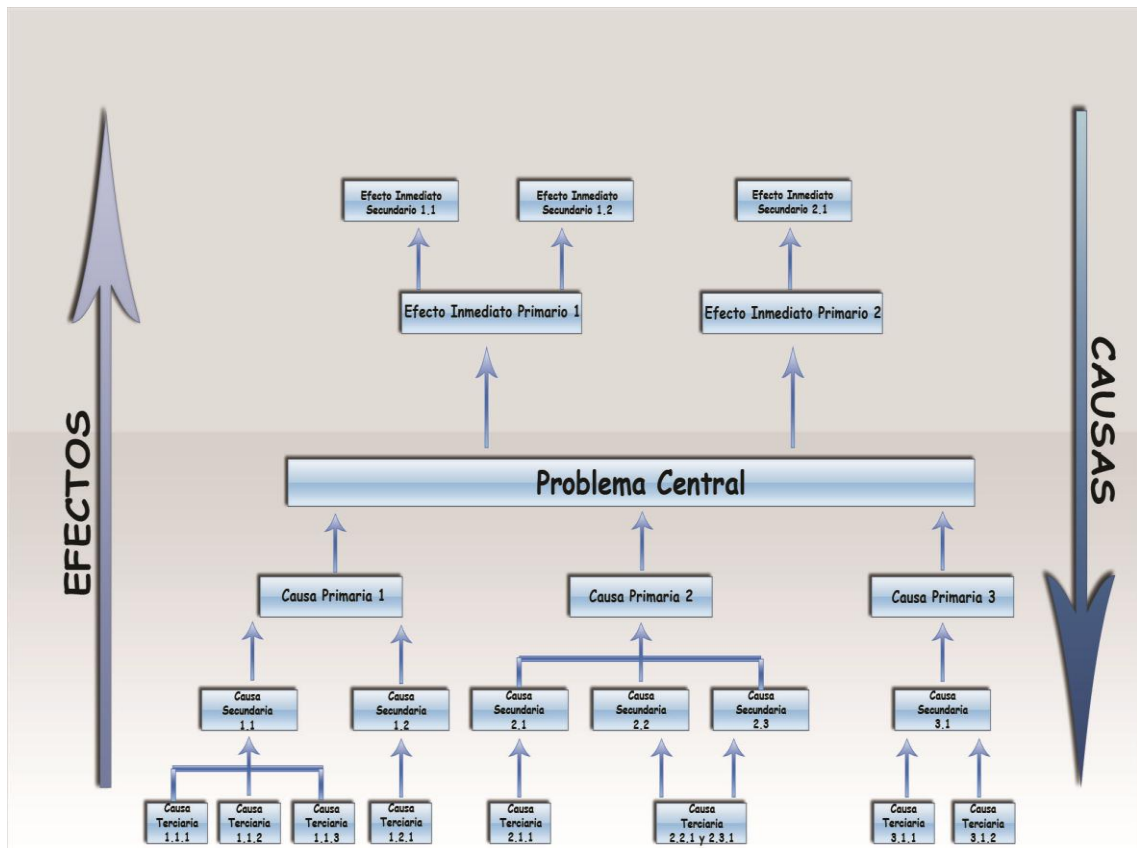 Efecto Inmediato
Secundario 1.1
Efecto Inmediato
Secundario 1.2
Efecto Inmediato
Secundario 2.1
Efecto Inmediato Primario 1
Efecto Inmediato Primario 2
EFECTOS
CAUSAS
Problema Central
Causa Primaria 1
Causa Primaria 2
Causa Primaria 3
Causa
Secundaria
1.1
Causa
Secundaria
1.2
Causa
Secundaria
2.1
Causa
Secundaria
2.2
Causa
Secundaria
2.3
Causa
Secundaria
3.1
Causa
Terciaria
1.1.1
Causa
Terciaria
1.1.2
Causa
Terciaria
1.1.3
Causa
Terciaria
1.2.1
Causa
Terciaria
2.1.1
Causa
Terciaria
2.2.1 y 2.3.1
Causa
Terciaria
3.1.1
Causa
Terciaria
3.1.2